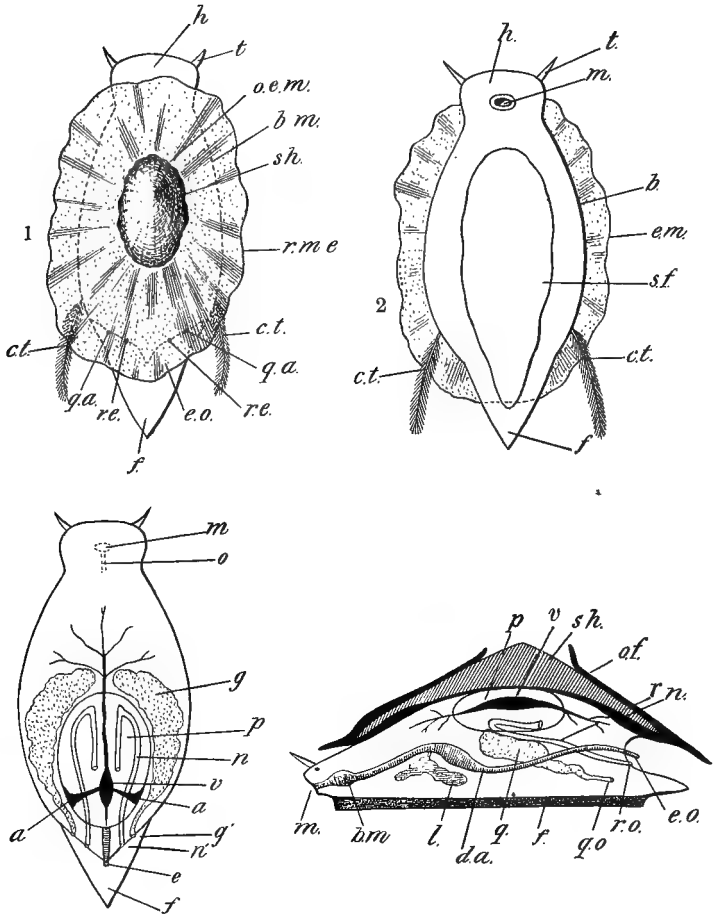 h
t
o.e.m.
b m.
sh.
1
r.m e
c.t.
c.t.
q.a.
q.a.
r.e.
r.e.
e.o.
f.
h.
t.
m.
b.
e.m.
s.f.
2
c.t.
c.t.
f
m
o
g
p
n
v
a
a
g'
n'
e
f
p
v
sh.
o.f.
r
n.
m.
b.m
l.
d.a.
q.
f.
q.o
r.o.
e.o.